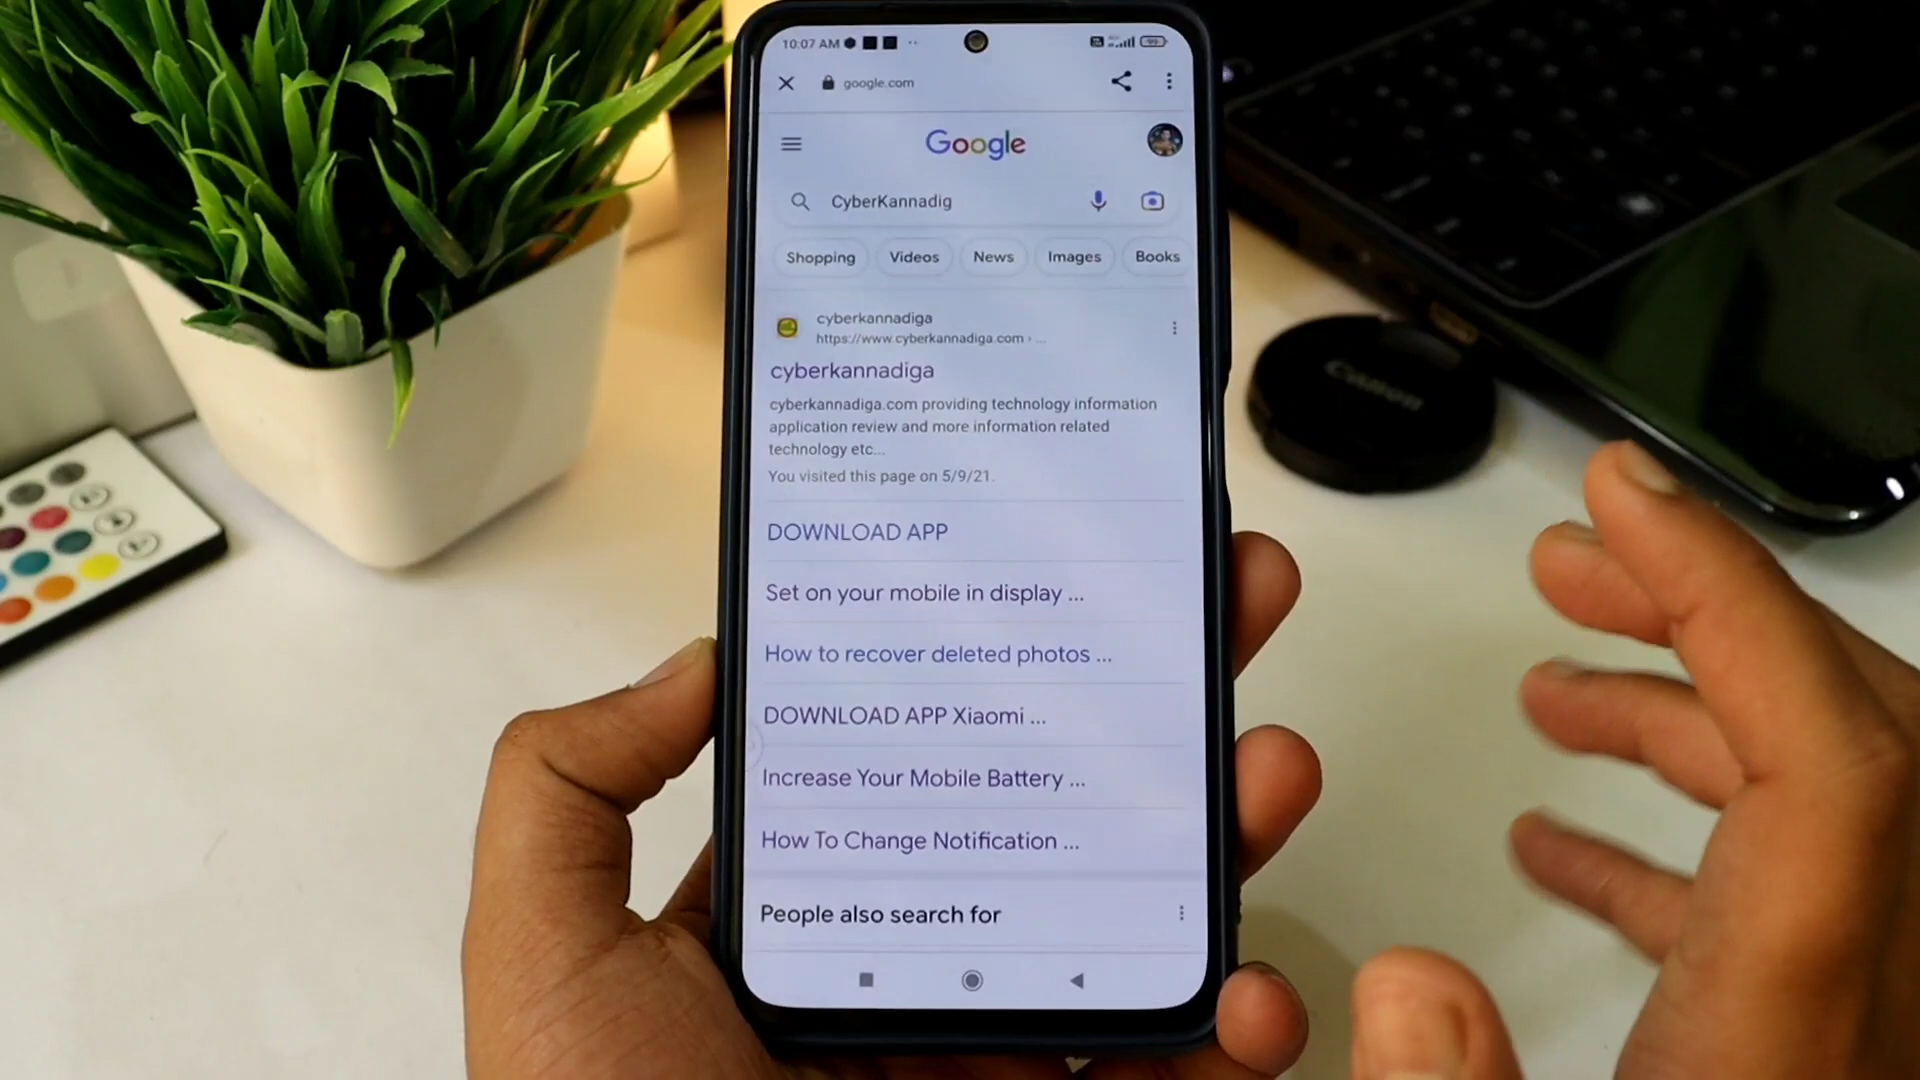 10:07 AM
99
google.com
Google
CyberKannadig
Shopping
Videos
News
Images
Books
cyberkannadiga
https://www.cyberkannadiga.com › ...
cyberkannadiga
cyberkannadiga.com providing technology information
application review and more information related
technology etc...
You visited this page on 5/9/21.
DOWNLOAD APP
Set on your mobile in display ...
How to recover deleted photos ...
DOWNLOAD APP Xiaomi ...
Increase Your Mobile Battery ...
How To Change Notification ...
People also search for
Canon